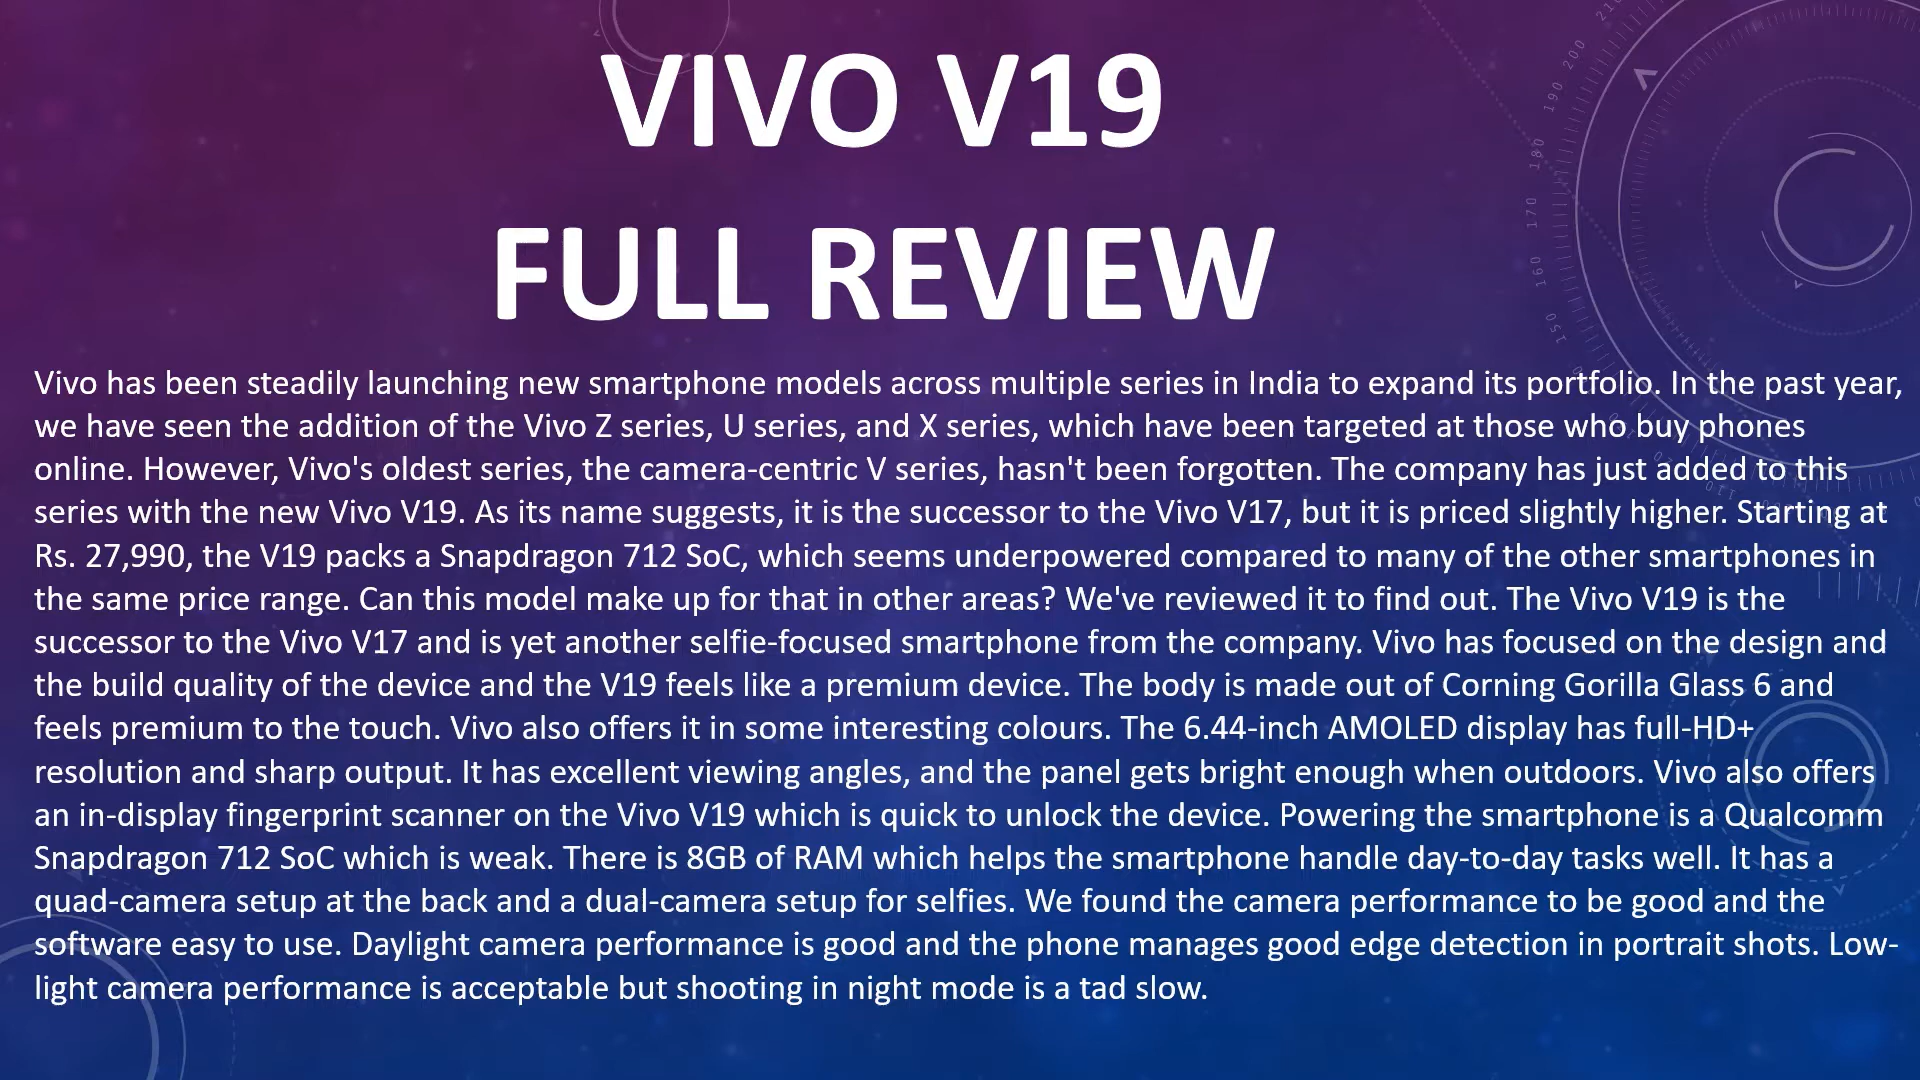 VIVO V19
FULL REVIEW
Vivo has been steadily launching new smartphone models across multiple series in India to expand its portfolio. In the past year,
we have seen the addition of the Vivo Z series, U series, and X series, which have been targeted at those who buy phones
online. However, Vivo's oldest series, the camera-centric V series, hasn't been forgotten. The company has just added to this
series with the new Vivo V19. As its name suggests, it is the successor to the Vivo V17, but it is priced slightly higher. Starting at
Rs. 27,990, the V19 packs a Snapdragon 712 SoC, which seems underpowered compared to many of the other smartphones in
the same price range. Can this model make up for that in other areas? We've reviewed it to find out. The Vivo V19 is the
successor to the Vivo V17 and is yet another selfie-focused smartphone from the company. Vivo has focused on the design and
the build quality of the device and the V19 feels like a premium device. The body is made out of Corning Gorilla Glass 6 and
feels premium to the touch. Vivo also offers it in some interesting colours. The 6.44-inch AMOLED display has full-HD+
resolution and sharp output. It has excellent viewing angles, and the panel gets bright enough when outdoors. Vivo also offers
an in-display fingerprint scanner on the Vivo V19 which is quick to unlock the device. Powering the smartphone is a Qualcomm
Snapdragon 712 SoC which is weak. There is 8GB of RAM which helps the smartphone handle day-to-day tasks well. It has a
quad-camera setup at the back and a dual-camera setup for selfies. We found the camera performance to be good and the
software easy to use. Daylight camera performance is good and the phone manages good edge detection in portrait shots. Low-
light camera performance is acceptable but shooting in night mode is a tad slow.
210
200
190
180
170
160
150